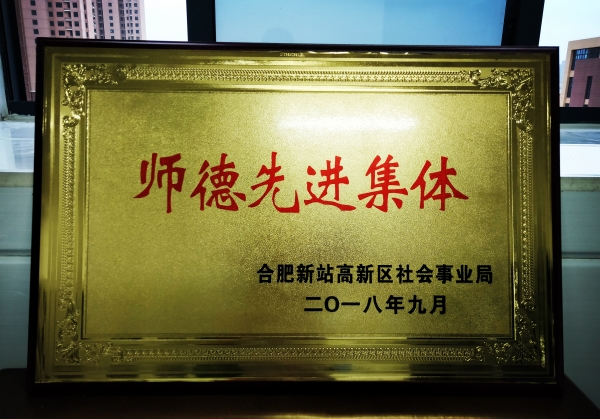 师德先进集体
合肥新站高新区社会事业局
二〇一八年九月